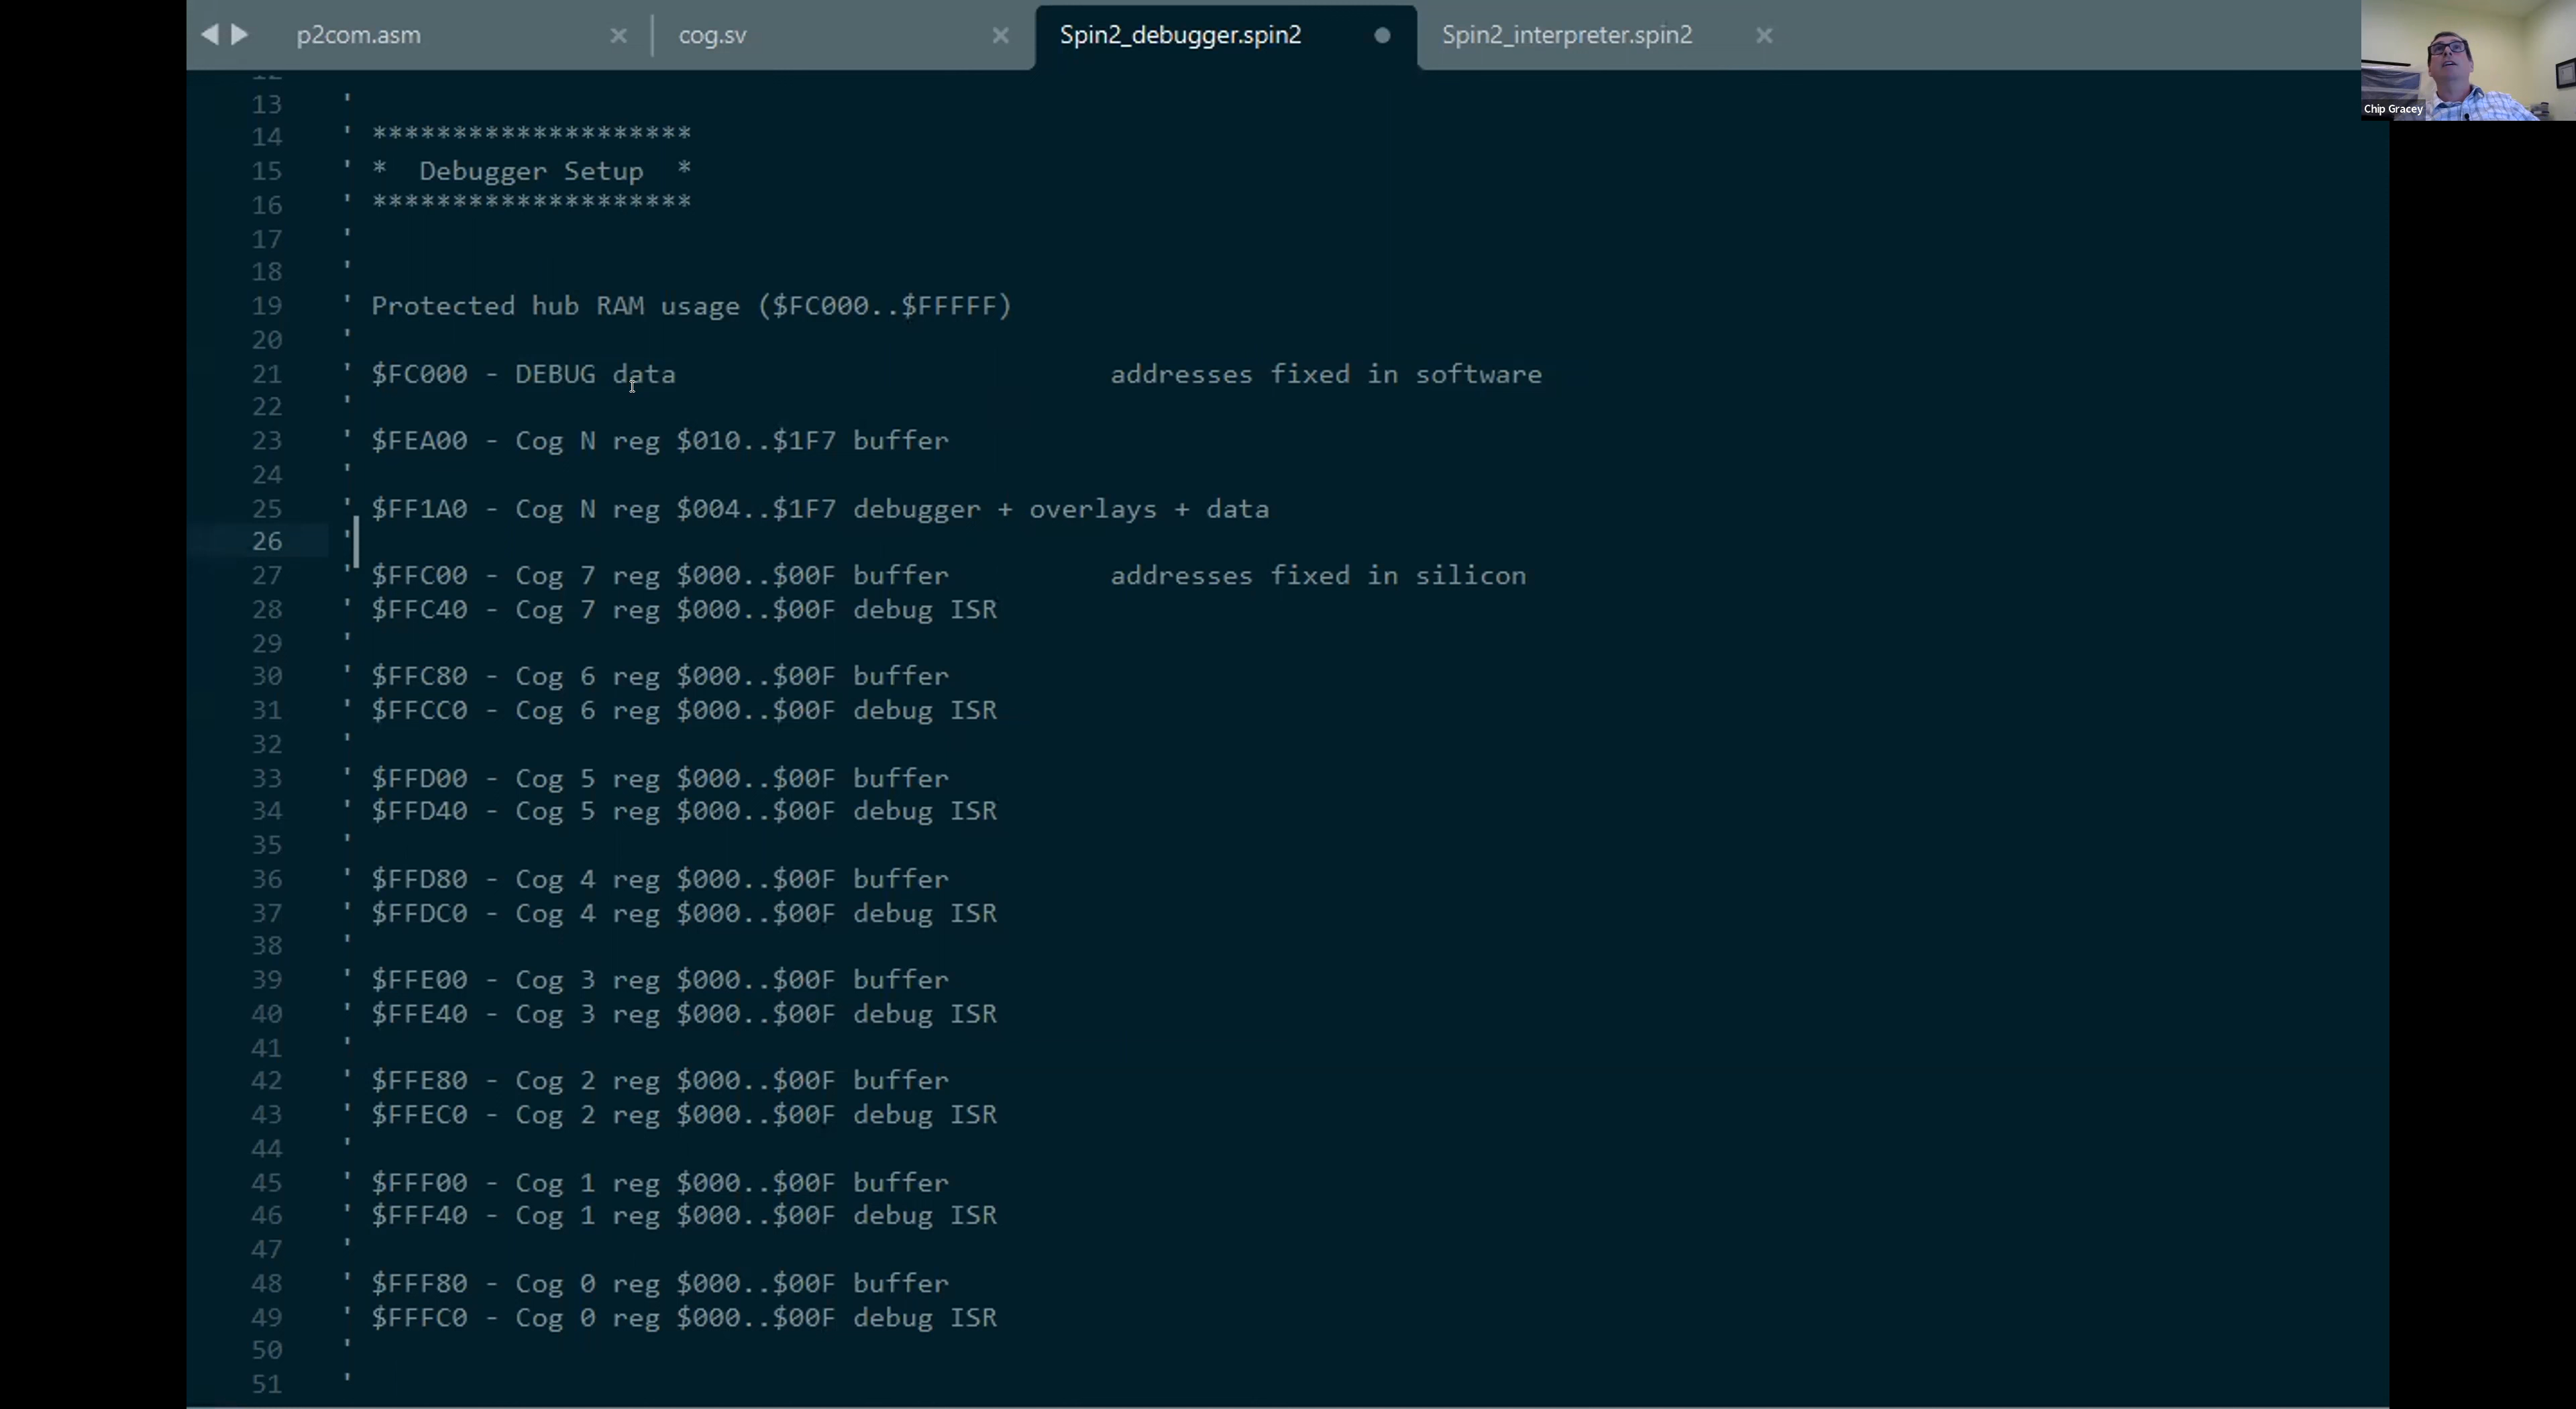 p2com.asm × cog.sv × Spin2_debugger.spin2 Spin2_interpreter.spin2 ×
Chip Gracey
13 '
14 ' ********************
15 ' *  Debugger Setup  *
16 ' ********************
17 '
18 '
19 ' Protected hub RAM usage ($FC000..$FFFFF)
20 '
21 ' $FC000 - DEBUG data addresses fixed in software
22 '
23 ' $FEA00 - Cog N reg $010..$1F7 buffer
24 '
25 ' $FF1A0 - Cog N reg $004..$1F7 debugger + overlays + data
26 '
27 ' $FFC00 - Cog 7 reg $000..$00F buffer addresses fixed in silicon
28 ' $FFC40 - Cog 7 reg $000..$00F debug ISR
29 '
30 ' $FFC80 - Cog 6 reg $000..$00F buffer
31 ' $FFCC0 - Cog 6 reg $000..$00F debug ISR
32 '
33 ' $FFD00 - Cog 5 reg $000..$00F buffer
34 ' $FFD40 - Cog 5 reg $000..$00F debug ISR
35 '
36 ' $FFD80 - Cog 4 reg $000..$00F buffer
37 ' $FFDC0 - Cog 4 reg $000..$00F debug ISR
38 '
39 ' $FFE00 - Cog 3 reg $000..$00F buffer
40 ' $FFE40 - Cog 3 reg $000..$00F debug ISR
41 '
42 ' $FFE80 - Cog 2 reg $000..$00F buffer
43 ' $FFEC0 - Cog 2 reg $000..$00F debug ISR
44 '
45 ' $FFF00 - Cog 1 reg $000..$00F buffer
46 ' $FFF40 - Cog 1 reg $000..$00F debug ISR
47 '
48 ' $FFF80 - Cog 0 reg $000..$00F buffer
49 ' $FFFC0 - Cog 0 reg $000..$00F debug ISR
50 '
51 '